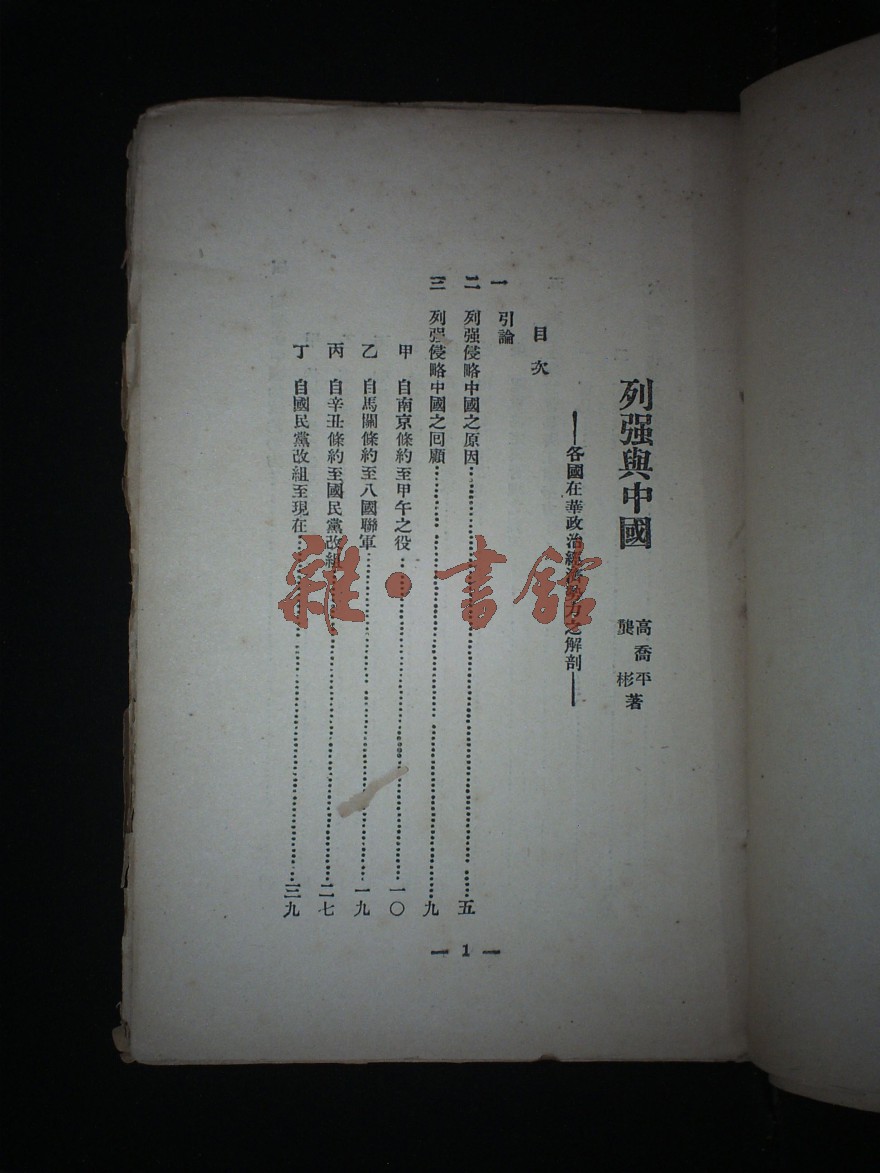 列强與中國
高喬平
龔彬 著
——各國在華政治經濟勢力之解剖——
目次
一 引論
二 列强侵略中國之原因……五
三 列强侵略中國之回顧……九
甲 自南京條約至甲午之役……一〇
乙 自馬關條約至八國聯軍……一九
丙 自辛丑條約至國民黨改組……二七
丁 自國民黨改組至現在……三九
— 1 —
雜·書館